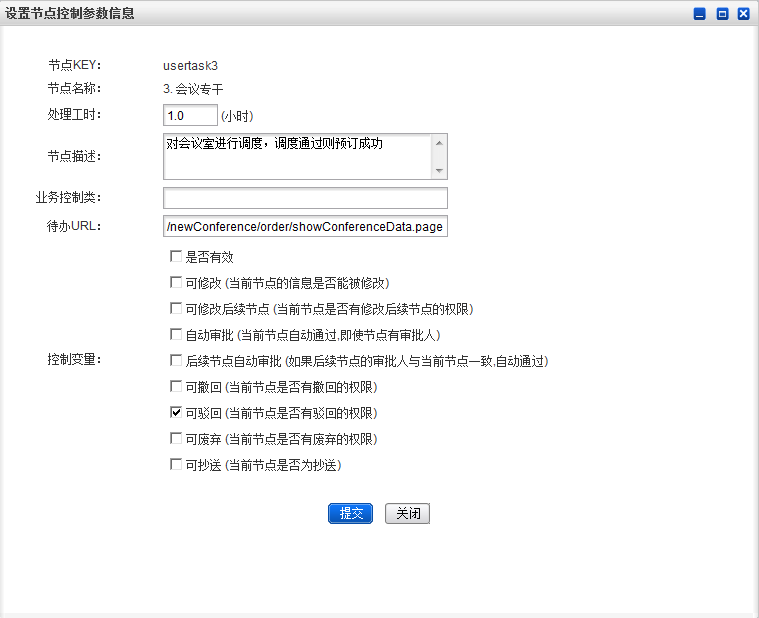 设置节点控制参数信息
节点KEY： usertask3
节点名称： 3. 会议专干
处理工时： 1.0 (小时)
节点描述： 对会议室进行调度，调度通过则预订成功
业务控制类：
待办URL： /newConference/order/showConferenceData.page
是否有效
可修改 (当前节点的信息是否能被修改)
可修改后续节点 (当前节点是否有修改后续节点的权限)
自动审批 (当前节点自动通过,即使节点有审批人)
控制变量： 后续节点自动审批 (如果后续节点的审批人与当前节点一致,自动通过)
可撤回 (当前节点是否有撤回的权限)
可驳回 (当前节点是否有驳回的权限)
可废弃 (当前节点是否有废弃的权限)
可抄送 (当前节点是否为抄送)
提交 关闭